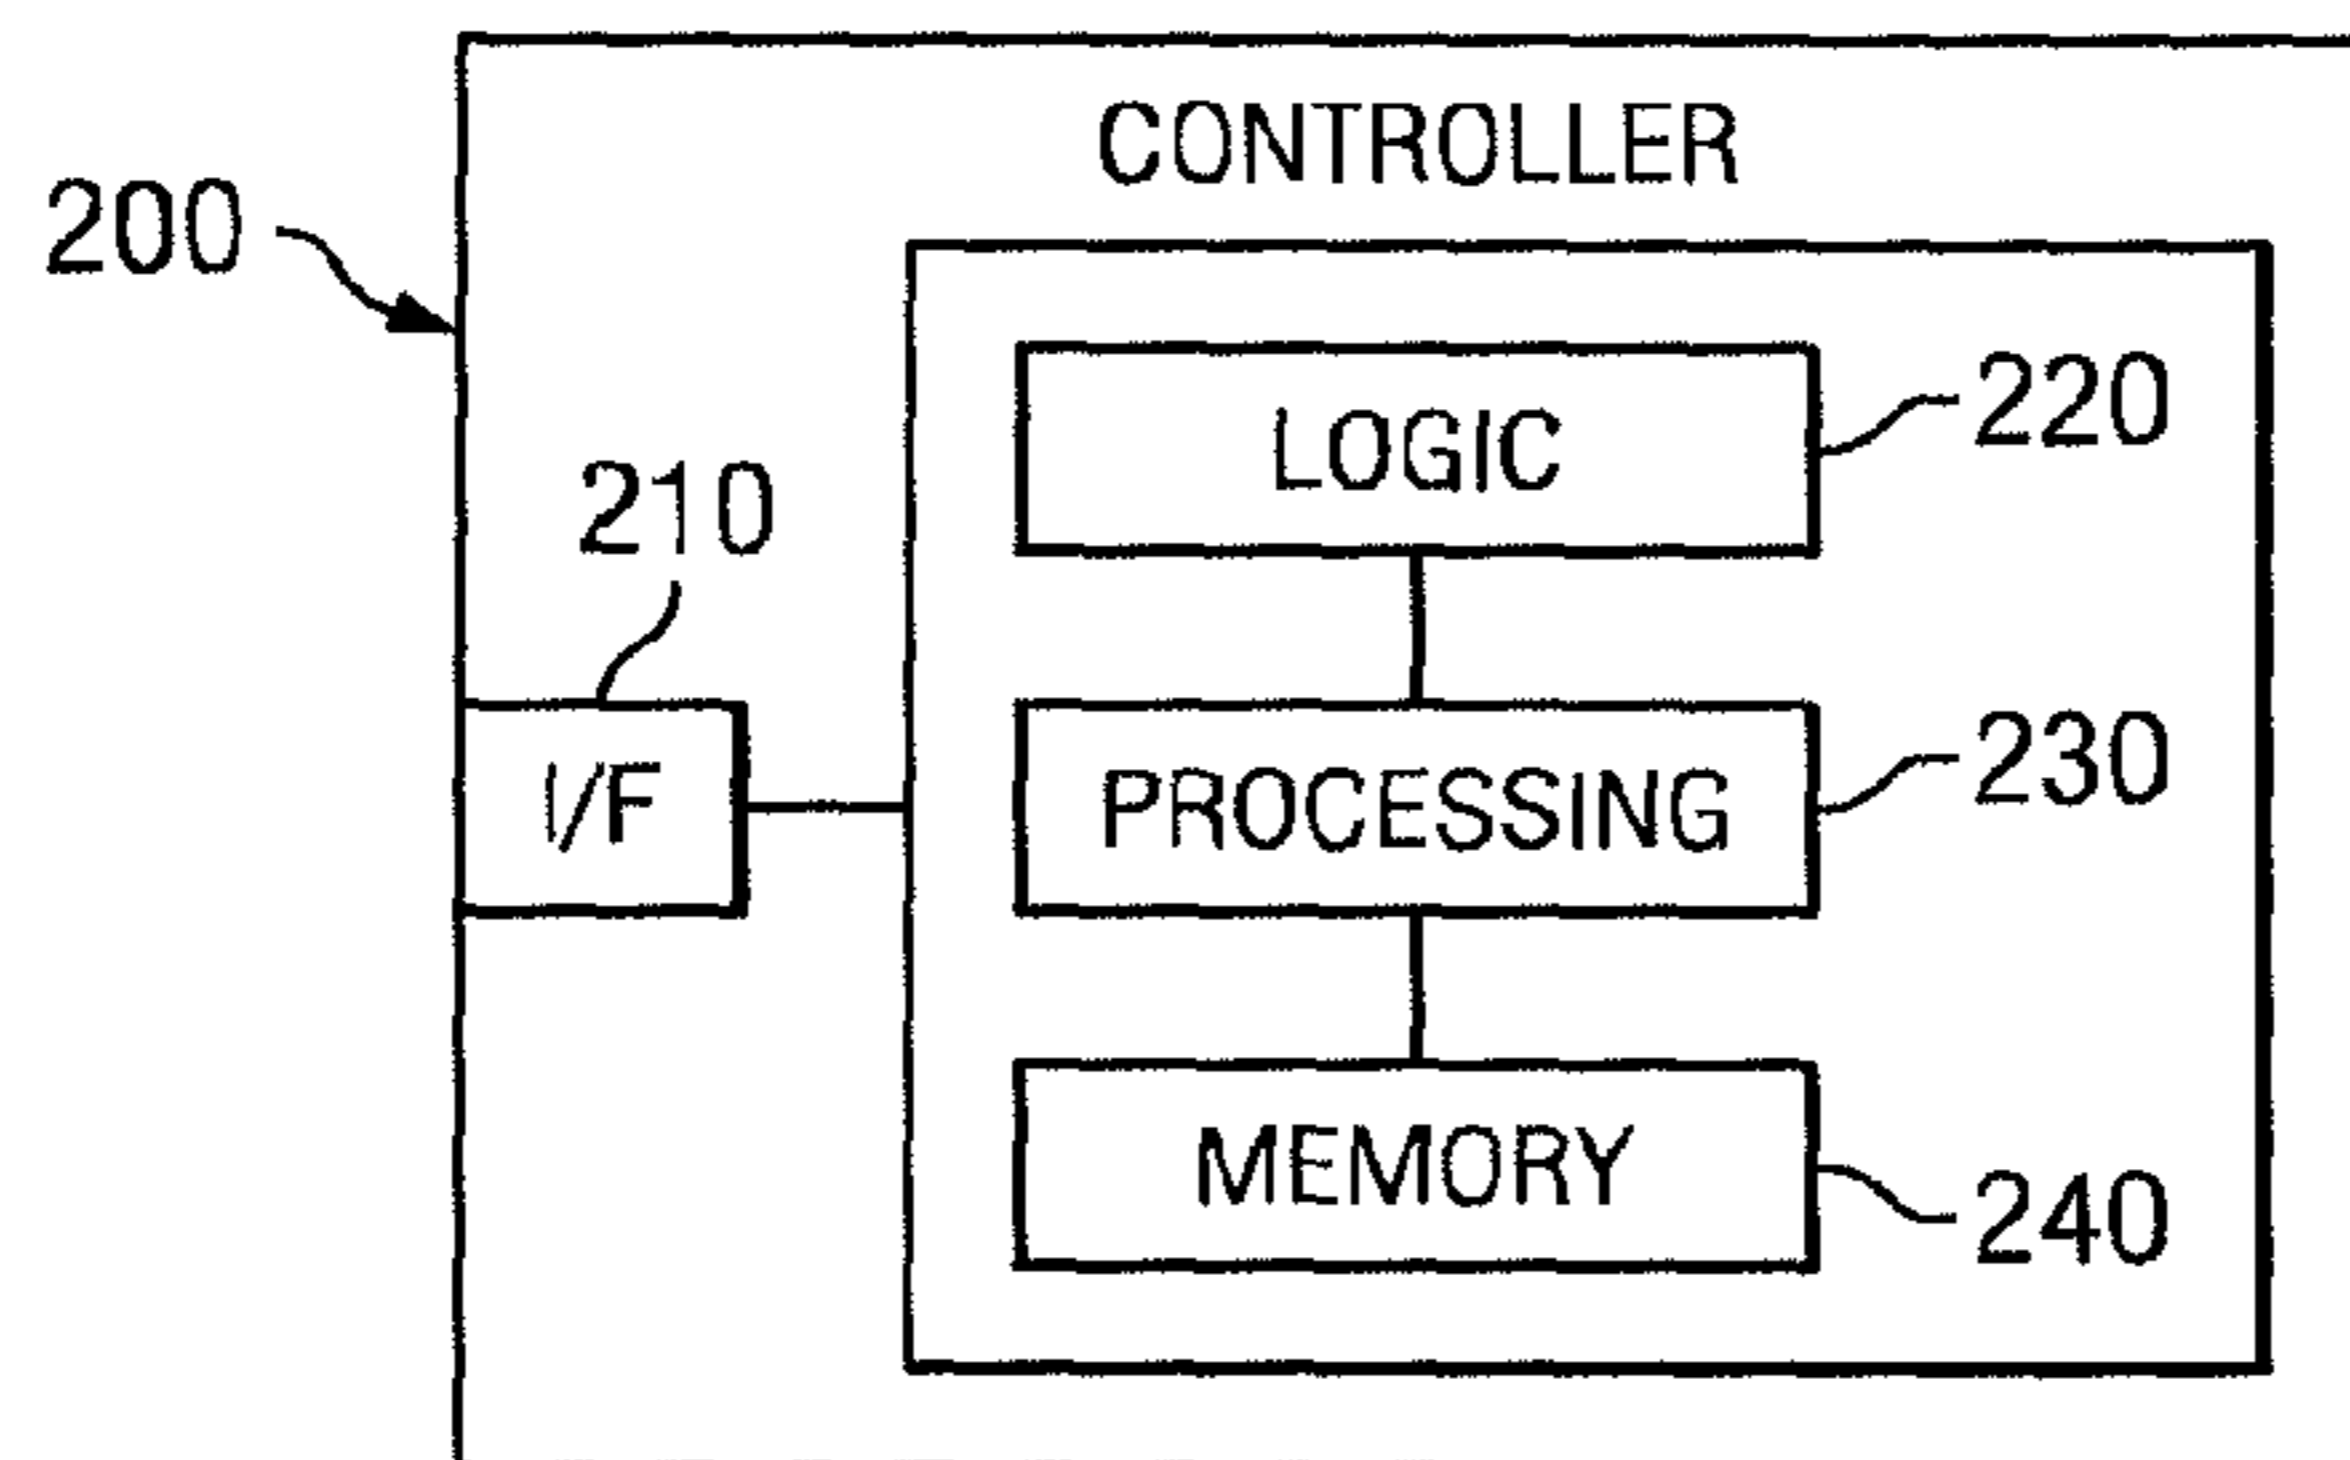 CONTROLLER
200
LOGIC
220
210
I/F
PROCESSING
230
MEMORY
240